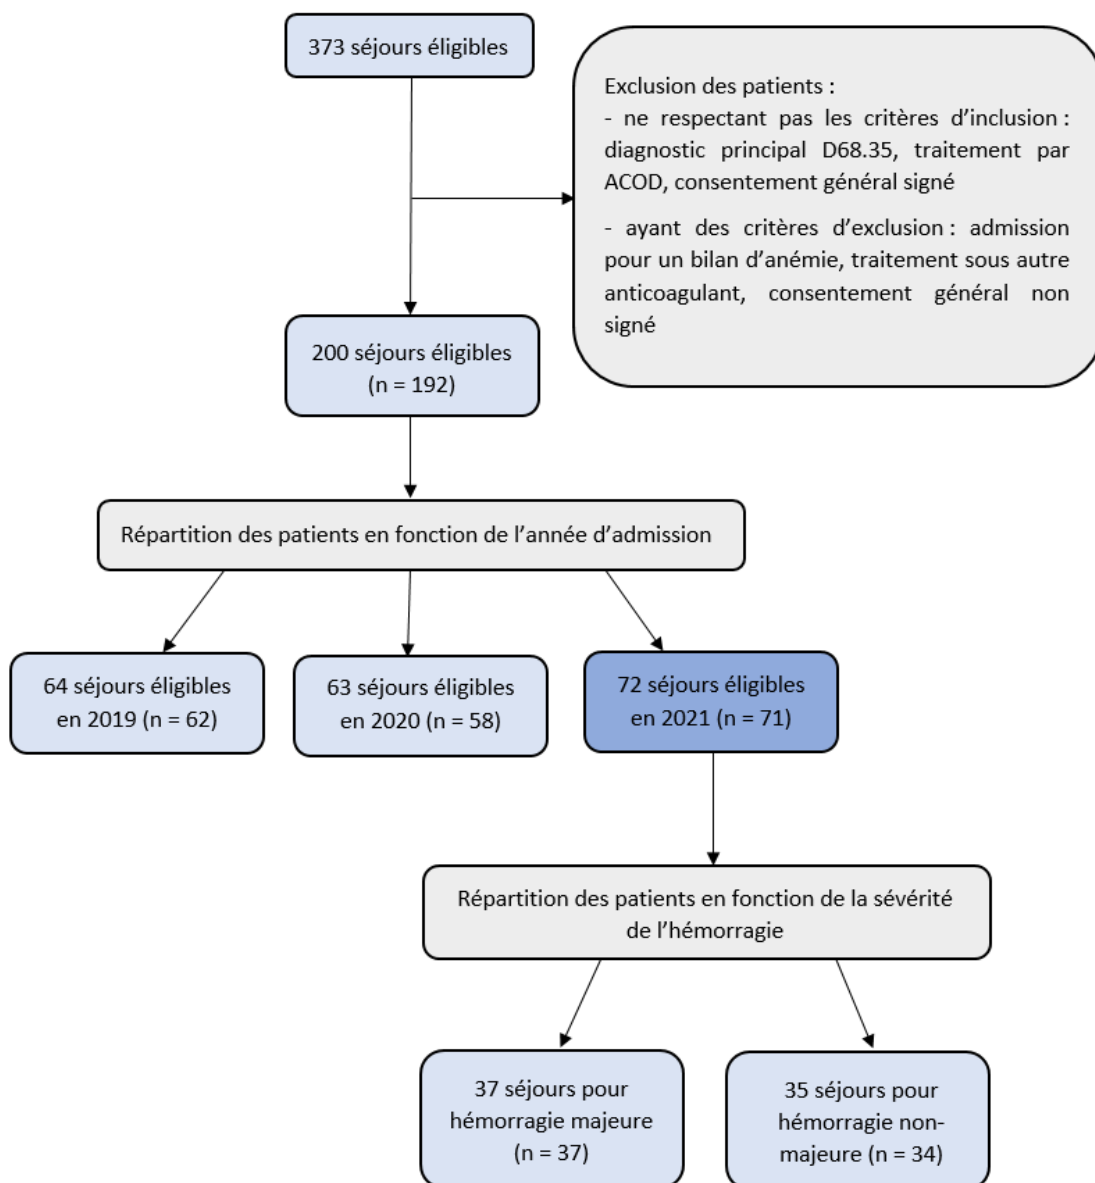 373 séjours éligibles
Exclusion des patients :
- ne respectant pas les critères d’inclusion :
diagnostic principal D68.35, traitement par
ACOD, consentement général signé
- ayant des critères d’exclusion : admission
pour un bilan d’anémie, traitement sous autre
anticoagulant, consentement général non
signé
200 séjours éligibles
(n = 192)
Répartition des patients en fonction de l’année d’admission
64 séjours éligibles
en 2019 (n = 62)
63 séjours éligibles
en 2020 (n = 58)
72 séjours éligibles
en 2021 (n = 71)
Répartition des patients en fonction de la sévérité
de l’hémorragie
37 séjours pour
hémorragie majeure
(n = 37)
35 séjours pour
hémorragie non-
majeure (n = 34)